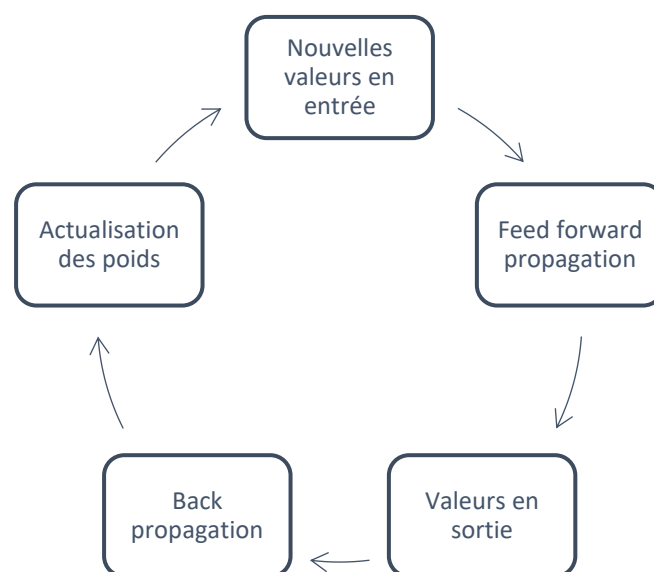 Nouvelles
valeurs en
entrée
Feed forward
propagation
Valeurs en
sortie
Back
propagation
Actualisation
des poids